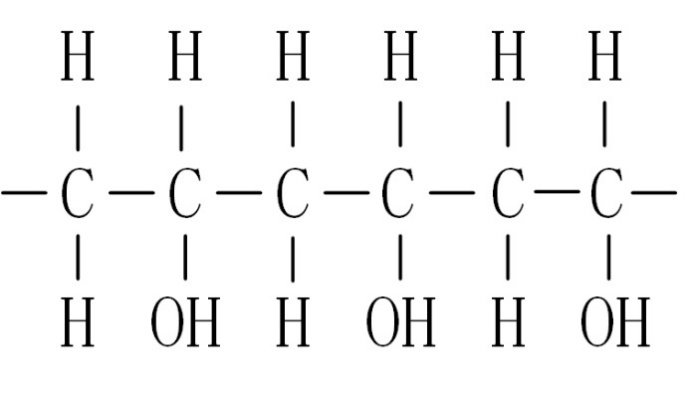 H H H H H H
– C – C – C – C – C – C –
H OH H OH H OH